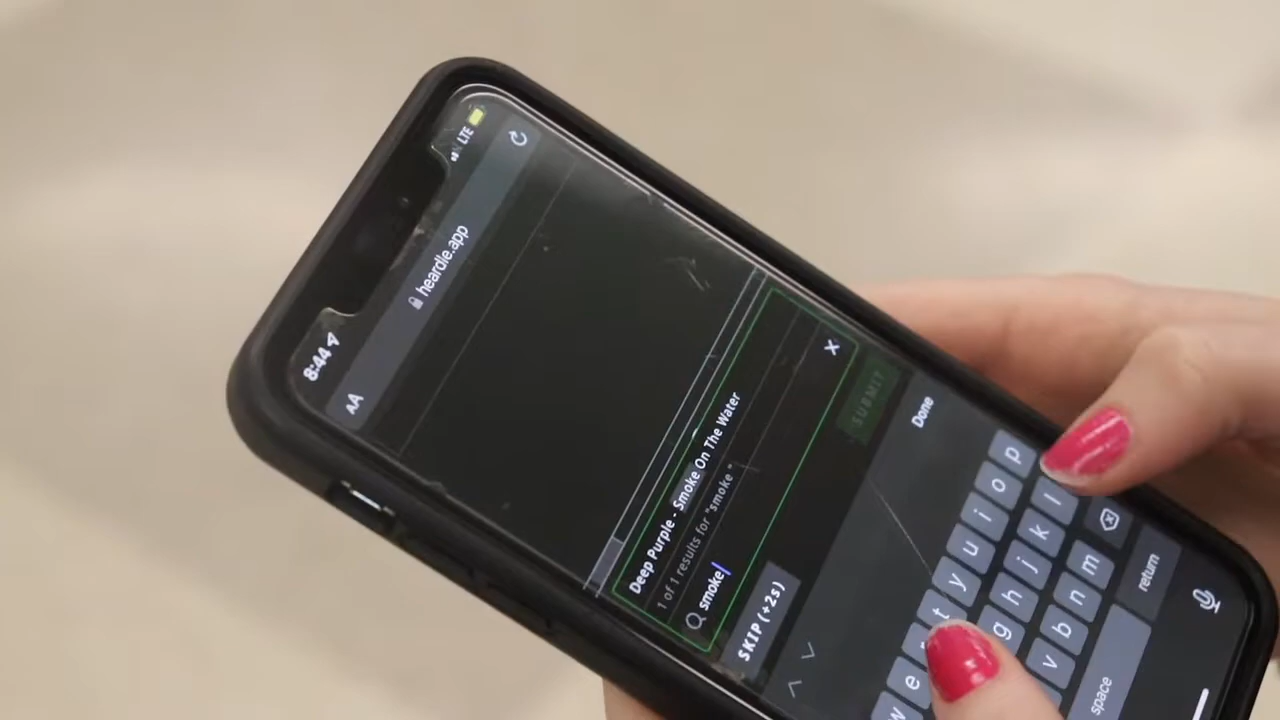 8:44
LTE
AA
heardle.app
Deep Purple - Smoke On The Water
1 of 1 results for "smoke "
smoke
X
SKIP (+2s)
SUBMIT
Done
w e t y u i o p
g h j k l
v b n m
space
return